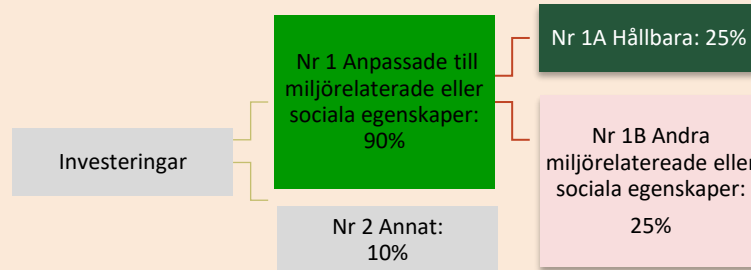 Investeringar
Nr 1 Anpassade till
miljörelaterade eller
sociala egenskaper:
90%
Nr 2 Annat:
10%
Nr 1A Hållbara: 25%
Nr 1B Andra
miljörelatereade eller
sociala egenskaper:
25%